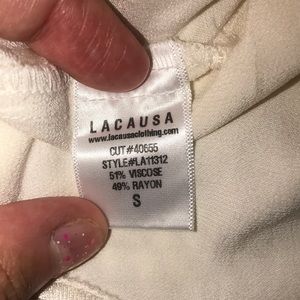 LACAUSA
www.lacausaclothing.com
CUT#40655
STYLE#LA11312
51% VISCOSE
49% RAYON
S